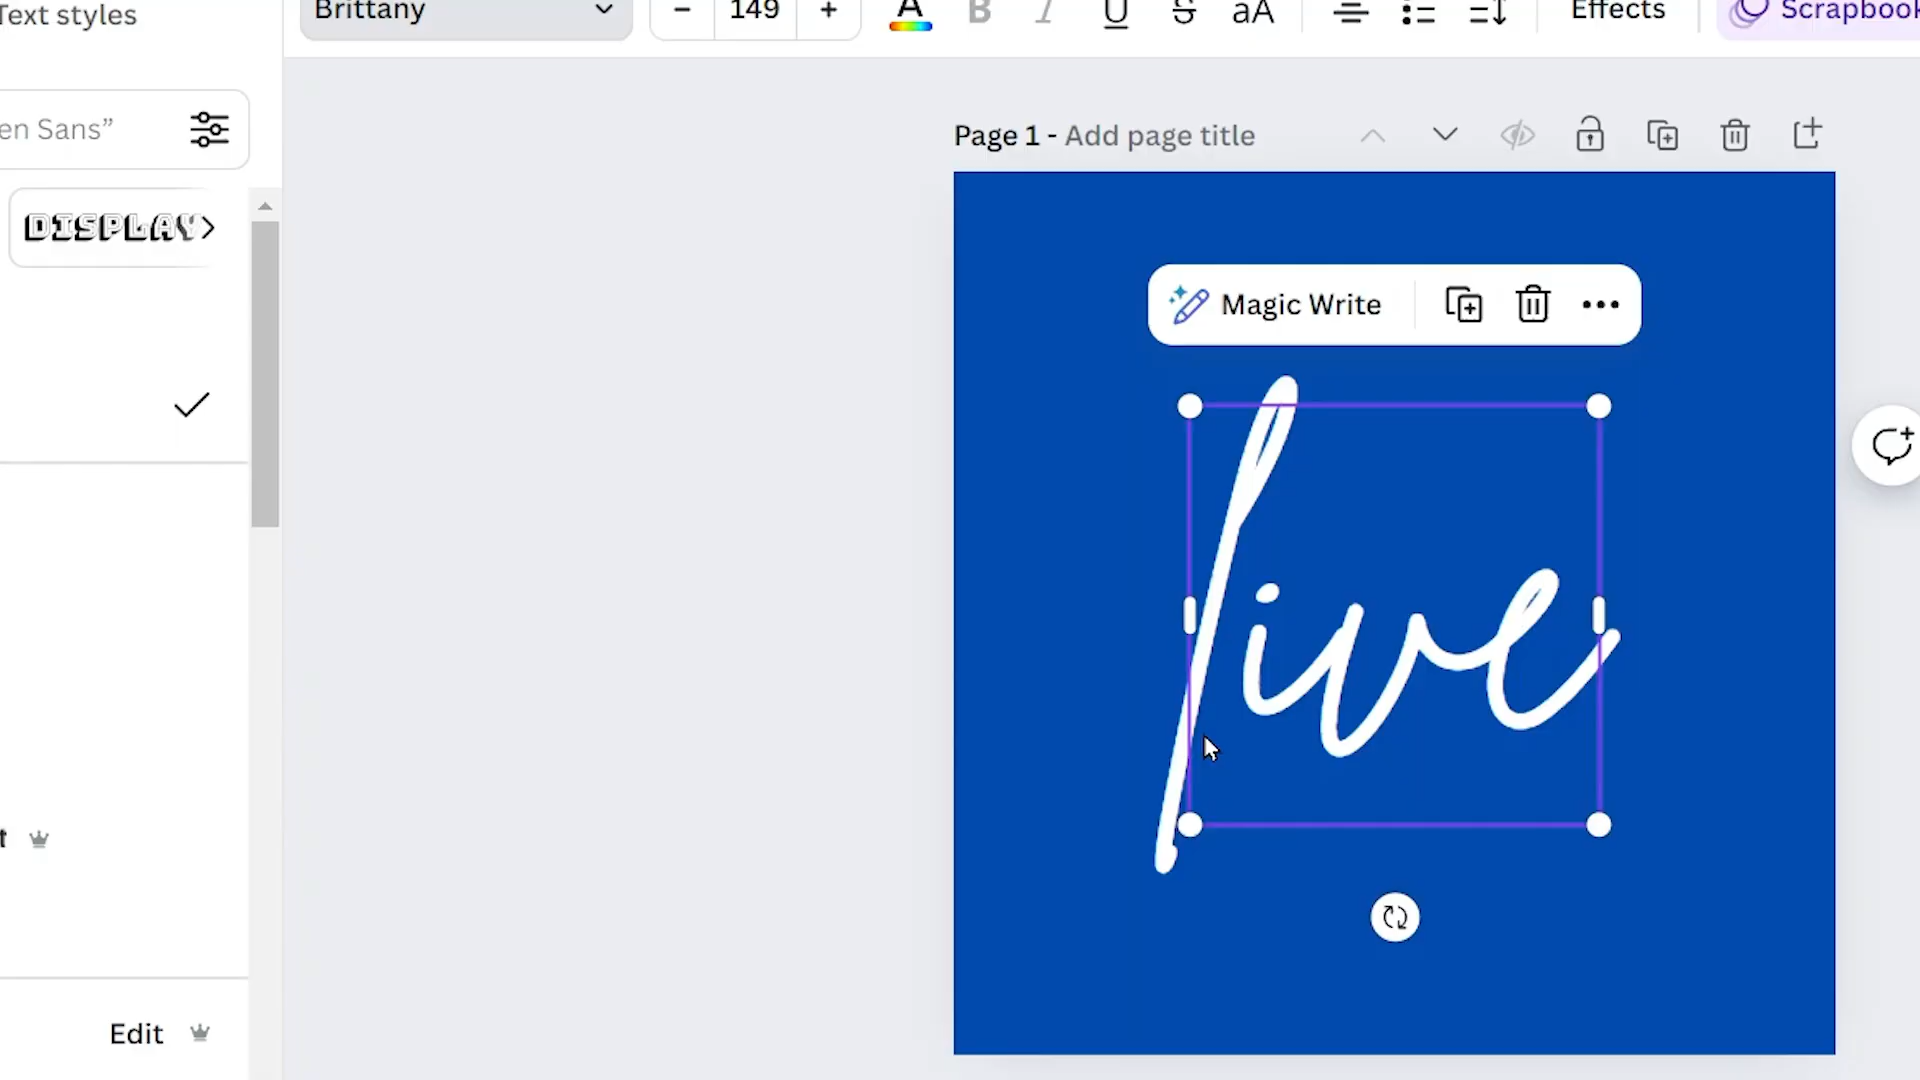 Text styles
Brittany
149
A
B
I
U
S
aA
Effects
Scrapbook
en Sans”
DISPLAY
Page 1 - Add page title
Magic Write
live
t
Edit